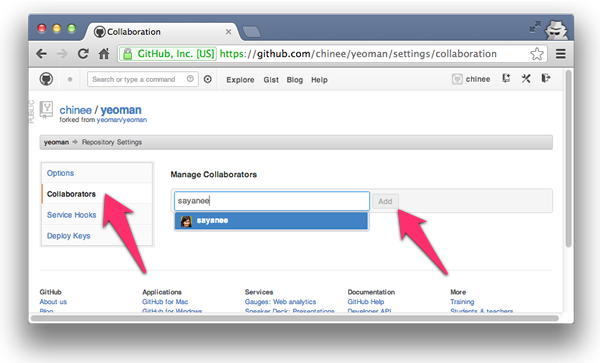 Collaboration
GitHub, Inc. [US] https://github.com/chinee/yeoman/settings/collaboration
Search or type a command Explore Gist Blog Help chinee
PUBLIC
chinee / yeoman
forked from yeoman/yeoman
yeoman Repository Settings
Options
Collaborators
Service Hooks
Deploy Keys
Manage Collaborators
sayanee Add
sayanee
GitHub Applications Services Documentation More
About us GitHub for Mac Gauges: Web analytics GitHub Help Training
Blog GitHub for Windows Speaker Deck: Presentations Developer API Students & teachers